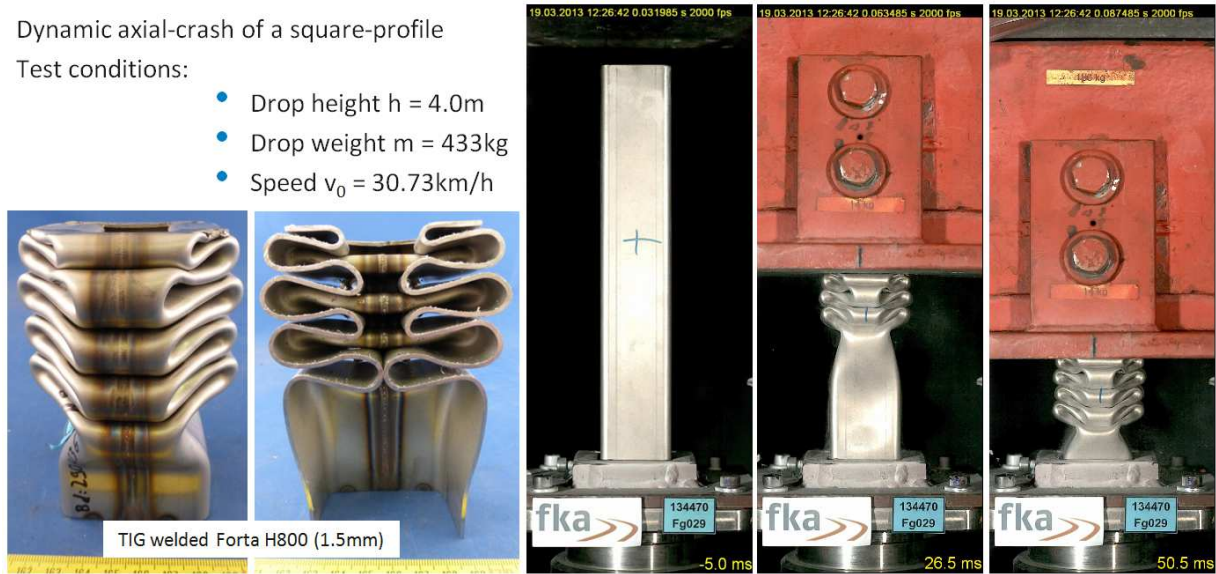 Dynamic axial-crash of a square-profile
Test conditions:
Drop height h = 4.0m
Drop weight m = 433kg
Speed v₀ = 30.73km/h
TIG welded Forta H800 (1.5mm)
19.03.2013 12:26:42 0.031985 s 2000 fps
fka
134470
Fg029
-5.0 ms
19.03.2013 12:26:42 0.063485 s 2000 fps
fka
134470
Fg029
26.5 ms
19.03.2013 12:26:42 0.087485 s 2000 fps
fka
134470
Fg029
50.5 ms